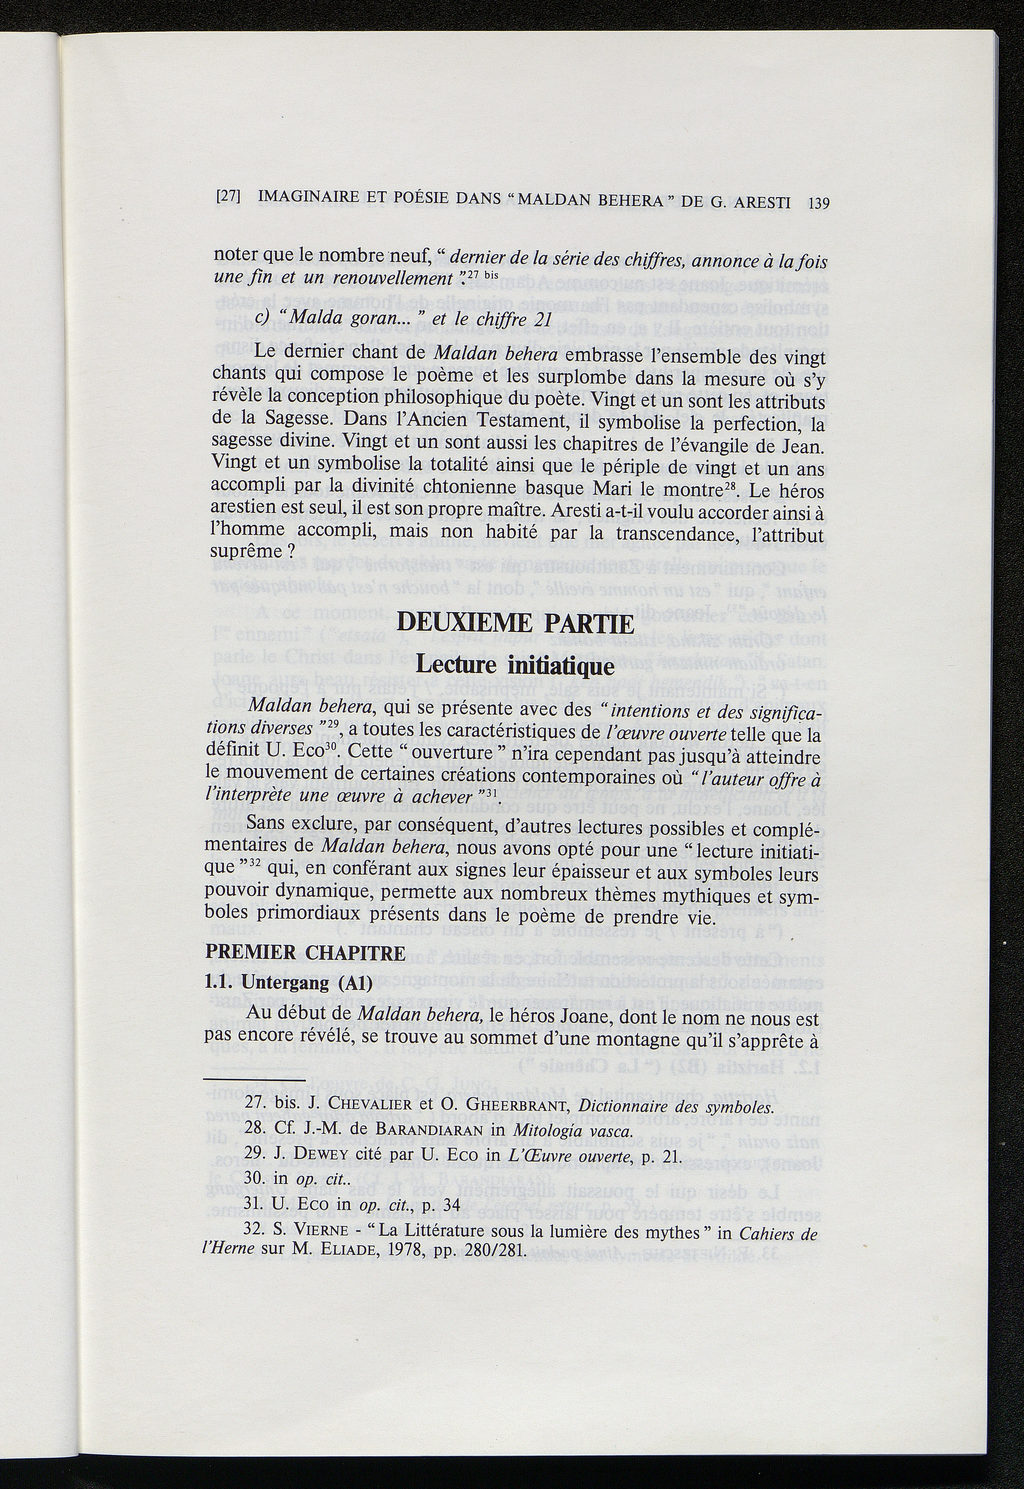 [27] IMAGINAIRE ET POÉSIE DANS “MALDAN BEHERA” DE G. ARESTI 139
noter que le nombre neuf, “ dernier de la série des chiffres, annonce à la fois
une fin et un renouvellement ”.27 bis
c) “Malda goran... ” et le chiffre 21
Le dernier chant de Maldan behera embrasse l’ensemble des vingt
chants qui compose le poème et les surplombe dans la mesure où s’y
révèle la conception philosophique du poète. Vingt et un sont les attributs
de la Sagesse. Dans l’Ancien Testament, il symbolise la perfection, la
sagesse divine. Vingt et un sont aussi les chapitres de l’évangile de Jean.
Vingt et un symbolise la totalité ainsi que le périple de vingt et un ans
accompli par la divinité chtonienne basque Mari le montre28. Le héros
arestien est seul, il est son propre maître. Aresti a-t-il voulu accorder ainsi à
l’homme accompli, mais non habité par la transcendance, l’attribut
suprême ?
DEUXIEME PARTIE
Lecture initiatique
Maldan behera, qui se présente avec des “intentions et des significa-
tions diverses ”29, a toutes les caractéristiques de l’œuvre ouverte telle que la
définit U. Eco30. Cette “ ouverture ” n’ira cependant pas jusqu’à atteindre
le mouvement de certaines créations contemporaines où “l’auteur offre à
l’interprète une œuvre à achever ”31.
Sans exclure, par conséquent, d’autres lectures possibles et complé-
mentaires de Maldan behera, nous avons opté pour une “ lecture initiati-
que ”32 qui, en conférant aux signes leur épaisseur et aux symboles leurs
pouvoir dynamique, permette aux nombreux thèmes mythiques et sym-
boles primordiaux présents dans le poème de prendre vie.
PREMIER CHAPITRE
1.1. Untergang (A1)
Au début de Maldan behera, le héros Joane, dont le nom ne nous est
pas encore révélé, se trouve au sommet d’une montagne qu’il s’apprête à
27. bis. J. CHEVALIER et O. GHEERBRANT, Dictionnaire des symboles.
28. Cf. J.-M. de BARANDIARAN in Mitología vasca.
29. J. DEWEY cité par U. ECO in L’Œuvre ouverte, p. 21.
30. in op. cit..
31. U. ECO in op. cit., p. 34
32. S. VIERNE - “La Littérature sous la lumière des mythes” in Cahiers de
l’Herne sur M. ELIADE, 1978, pp. 280/281.